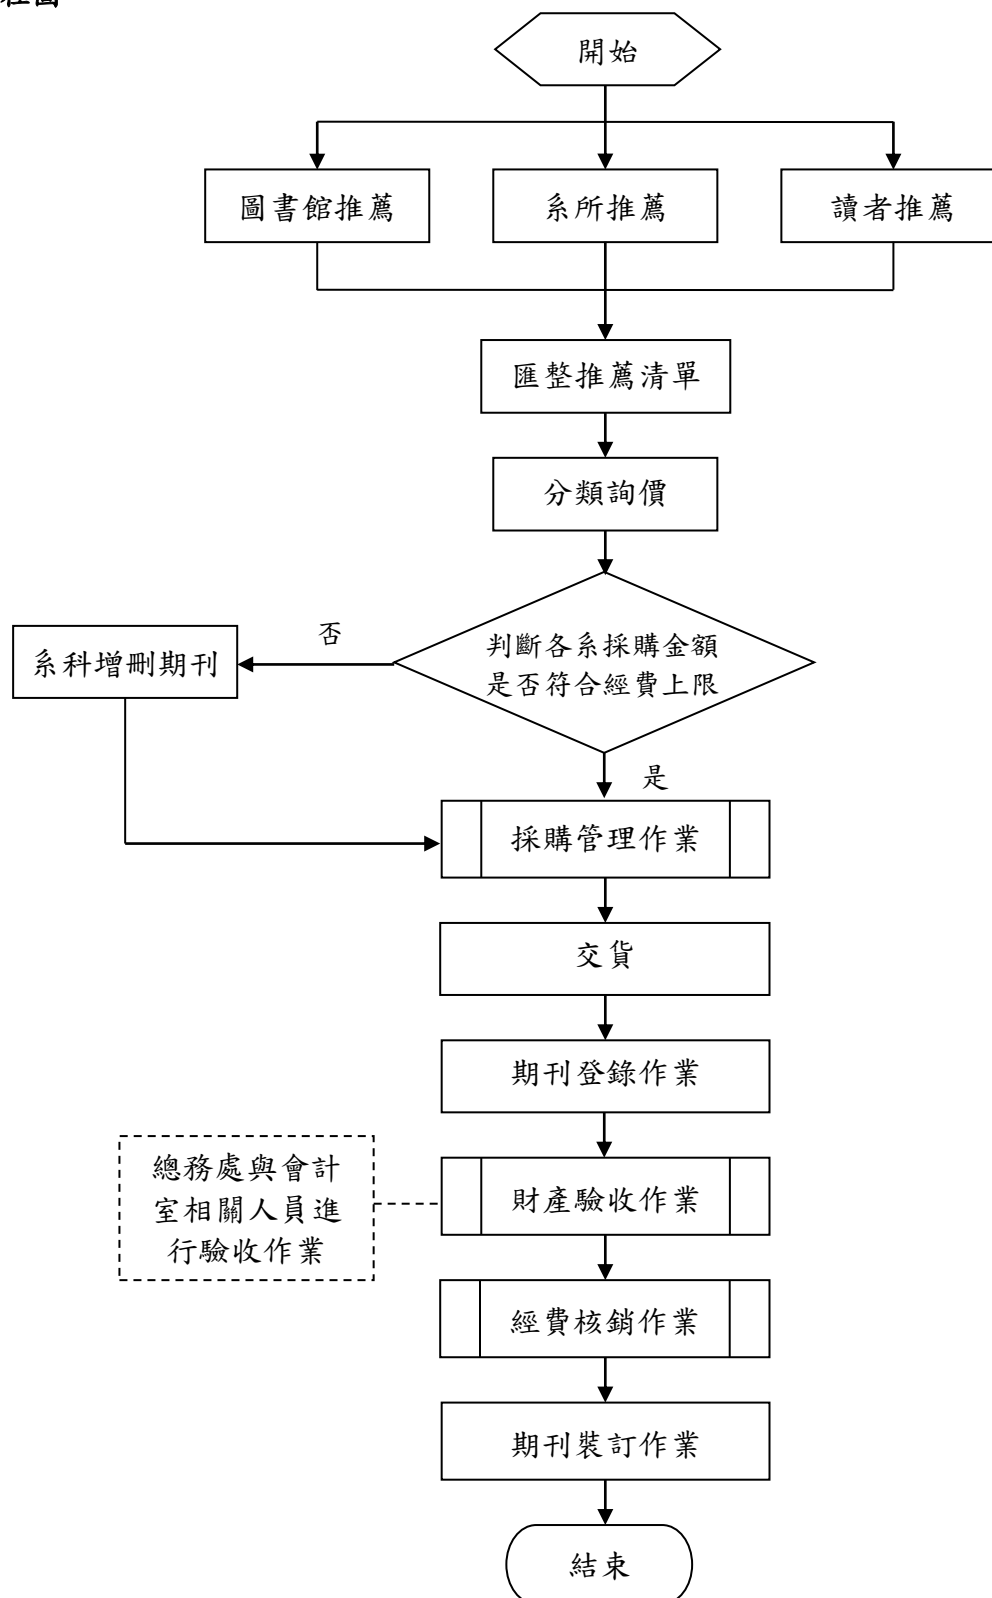 開始
圖書館推薦
系所推薦
讀者推薦
匯整推薦清單
分類詢價
判斷各系採購金額
是否符合經費上限
否
系科增刪期刊
是
採購管理作業
交貨
期刊登錄作業
總務處與會計
室相關人員進
行驗收作業
財產驗收作業
經費核銷作業
期刊裝訂作業
結束